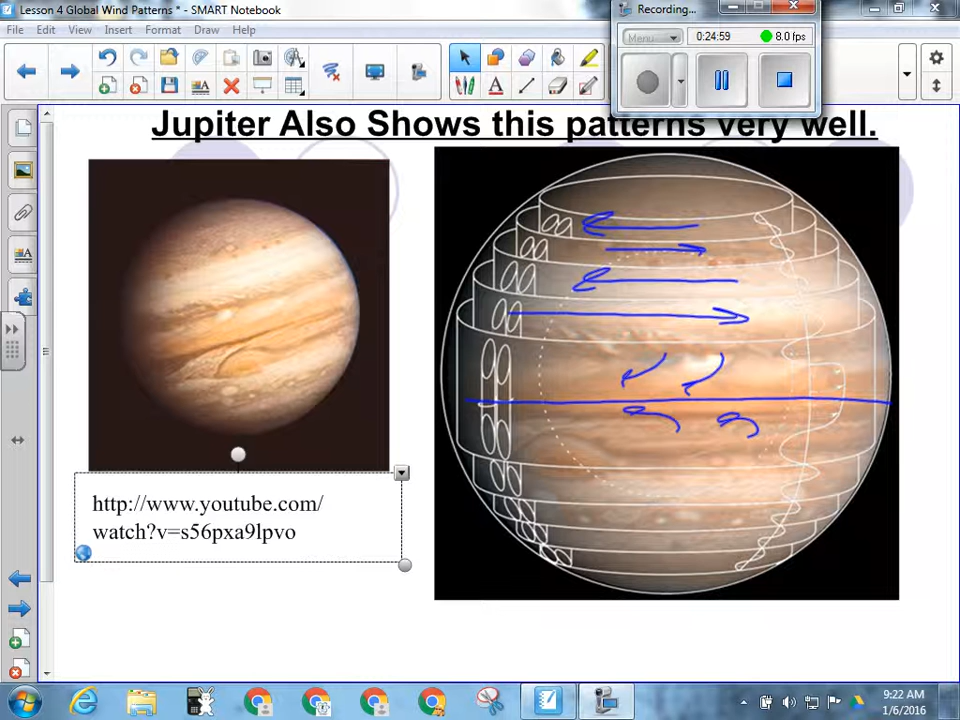 Lesson 4 Global Wind Patterns * - SMART Notebook
Recording...
File Edit View Insert Format Draw Help
Menu 0:24:59 8.0 fps
Jupiter Also Shows this patterns very well.
http://www.youtube.com/
watch?v=s56pxa9lpvo
9:22 AM
1/6/2016